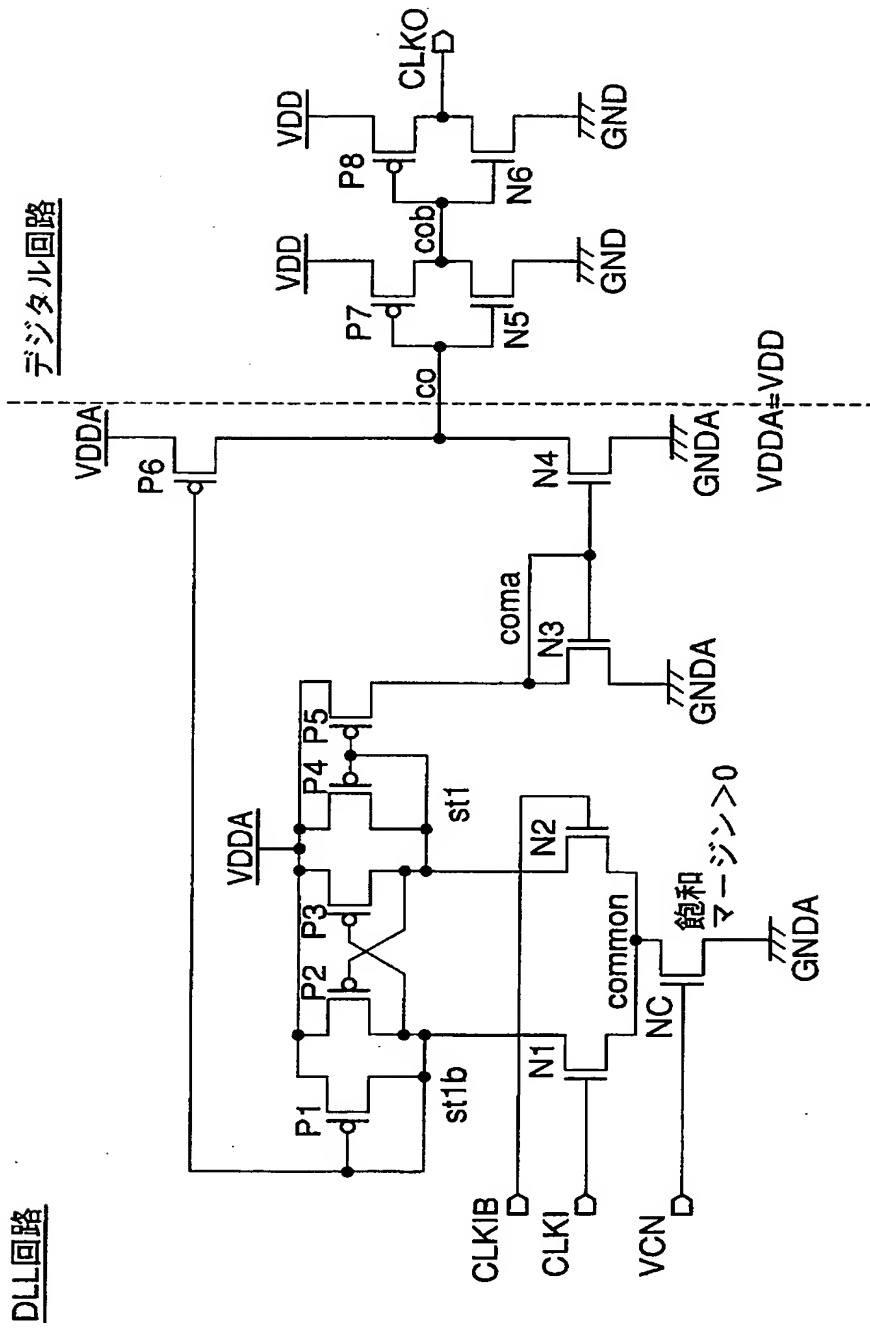 DLL回路
デジタル回路
VDDA
P6
VDD
P8
CLKO
VDD
P7
cob
N6
GND
co
N5
GND
VDDA
P1
P2
P3
P4
P5
st1b
st1
coma
N3
N4
GNDA
GNDA
VDDA=VDD
CLKIB
CLKI
VCN
N1
N2
common
NC
飽和
マージン>0
GNDA